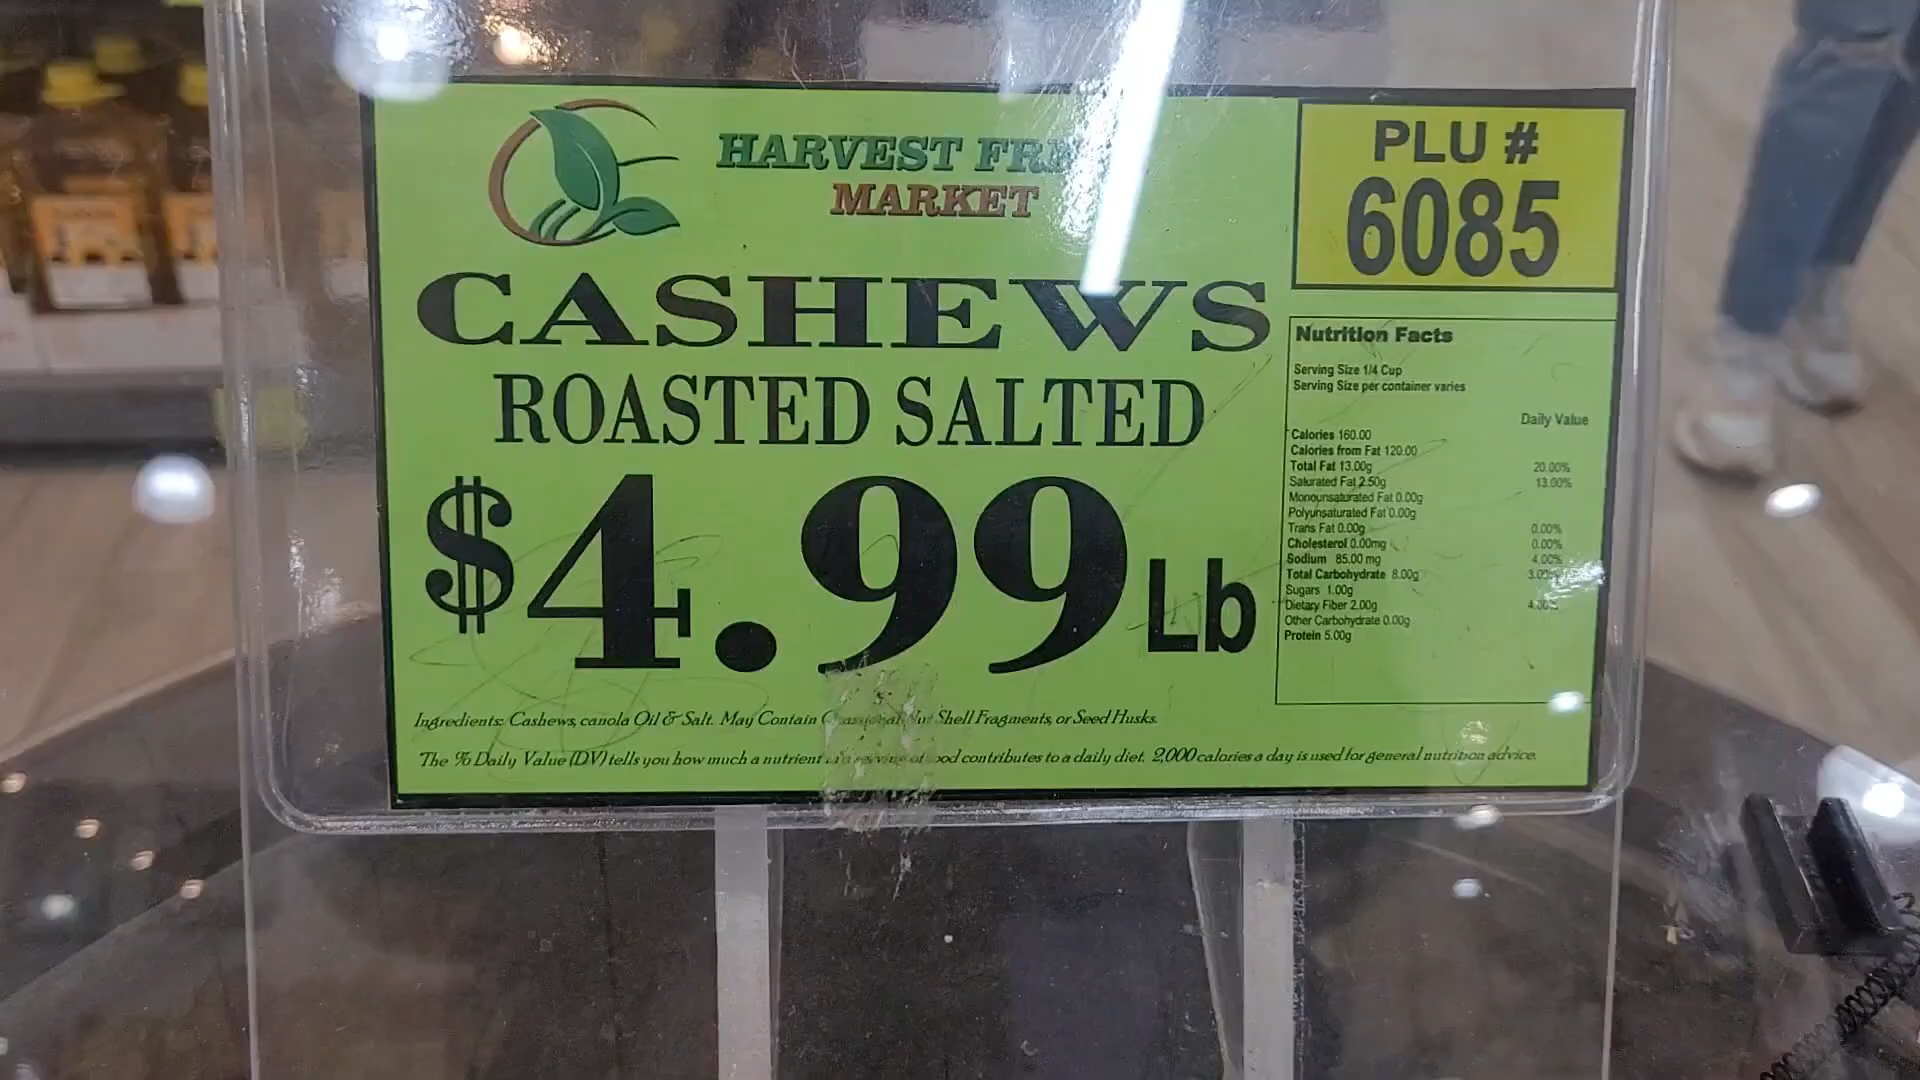 HARVEST
MARKET
PLU #
6085
CASHEWS
ROASTED SALTED
$4.99 Lb
Nutrition Facts
Serving Size 1/4 Cup
Serving Size per container varies
Daily Value
Calories 160.00
Calories from Fat 120.00
Total Fat 13.00g 20.00%
Saturated Fat 2.50g 13.00%
Monounsaturated Fat 0.00g
Polyunsaturated Fat 0.00g
Trans Fat 0.00g 0.00%
Cholesterol 0.00mg 0.00%
Sodium 85.00 mg 4.00%
Total Carbohydrate 8.00g
Sugars 1.00g
Dietary Fiber 2.00g
Other Carbohydrate 0.00g
Protein 5.00g
Ingredients: Cashews, canola Oil & Salt. May Contain Shell Fragments, or Seed Husks.
The % Daily Value (DV) tells you how much a nutrient contributes to a daily diet. 2,000 calories a day is used for general nutrition advice.